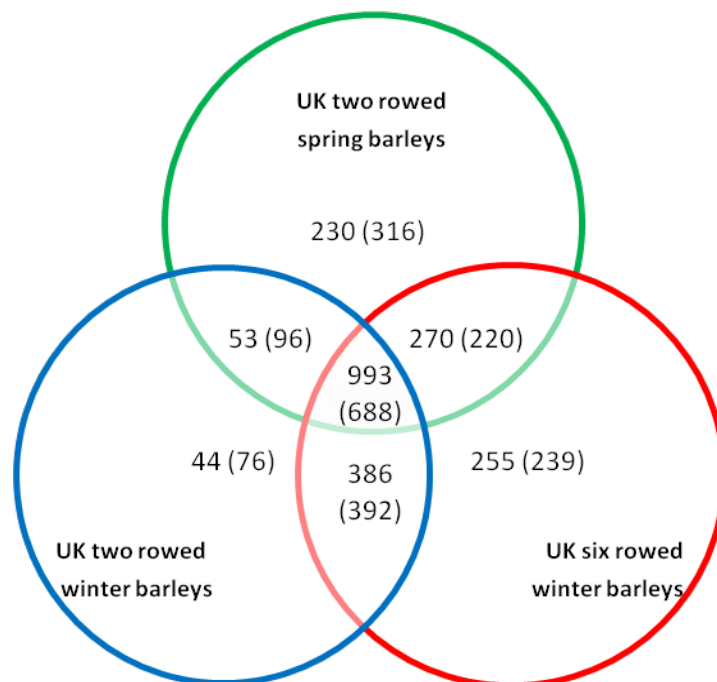 UK two rowed
spring barleys
230 (316)
53 (96)
270 (220)
993
(688)
44 (76)
386
(392)
255 (239)
UK two rowed
winter barleys
UK six rowed
winter barleys